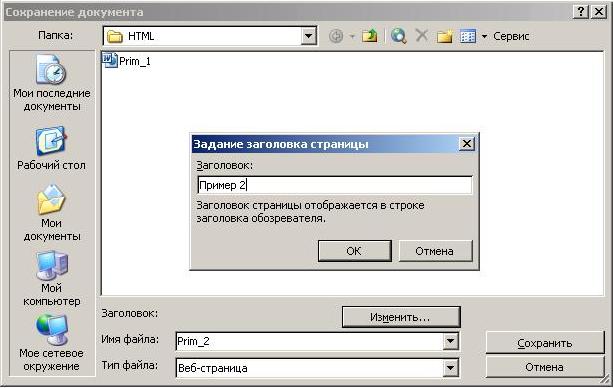 Сохранение документа
Папка:
HTML
Сервис
Мои последние
документы
Рабочий стол
Мои
документы
Мой
компьютер
Мое сетевое
окружение
Prim_1
Задание заголовка страницы
Заголовок:
Пример 2
Заголовок страницы отображается в строке
заголовка обозревателя.
ОК
Отмена
Заголовок:
Изменить...
Имя файла:
Prim_2
Сохранить
Тип файла:
Веб-страница
Отмена